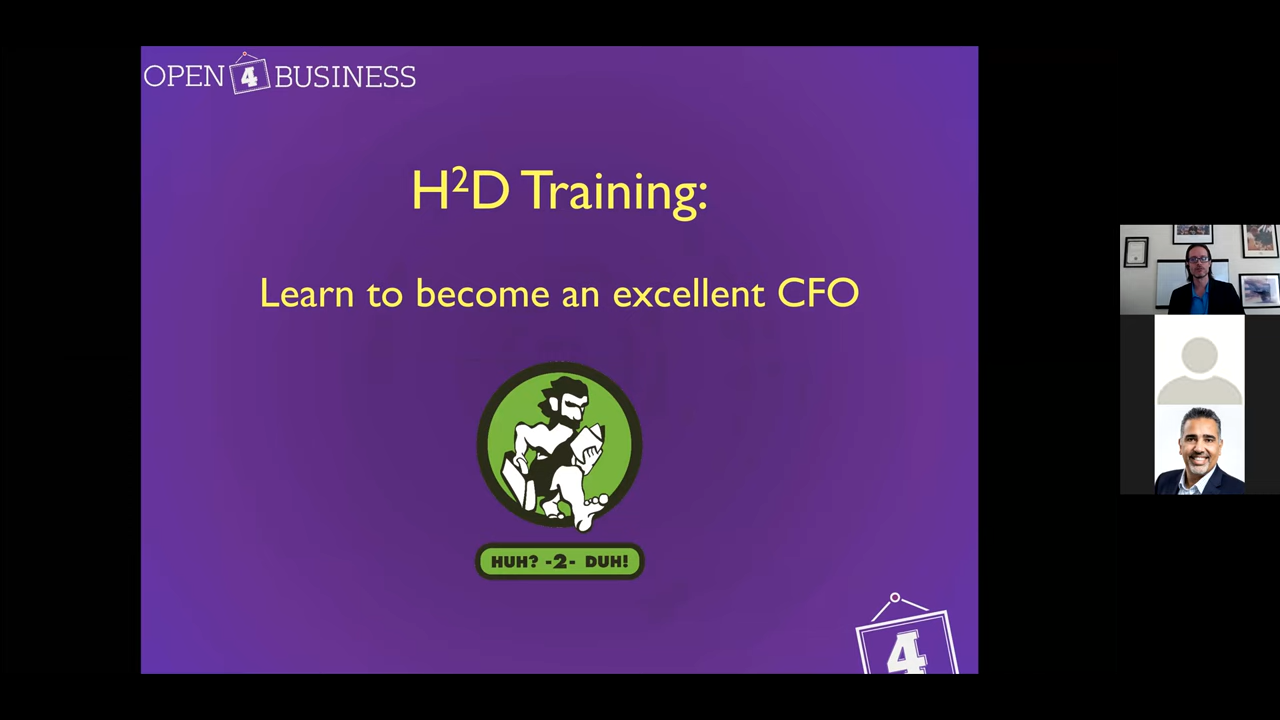 OPEN 4 BUSINESS
H²D Training:
Learn to become an excellent CFO
HUH? -2- DUH!
4